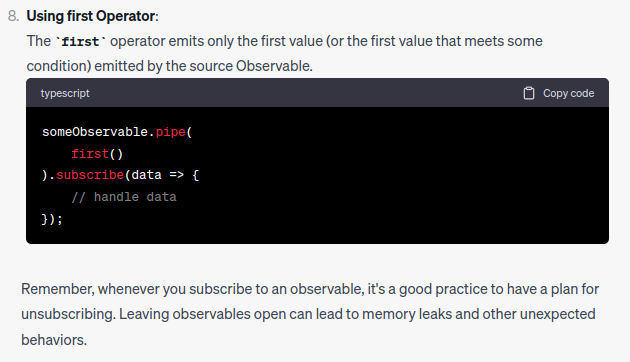 8. Using first Operator:
The `first` operator emits only the first value (or the first value that meets some
condition) emitted by the source Observable.
typescript Copy code
someObservable.pipe(
    first()
).subscribe(data => {
    // handle data
});
Remember, whenever you subscribe to an observable, it's a good practice to have a plan for
unsubscribing. Leaving observables open can lead to memory leaks and other unexpected
behaviors.